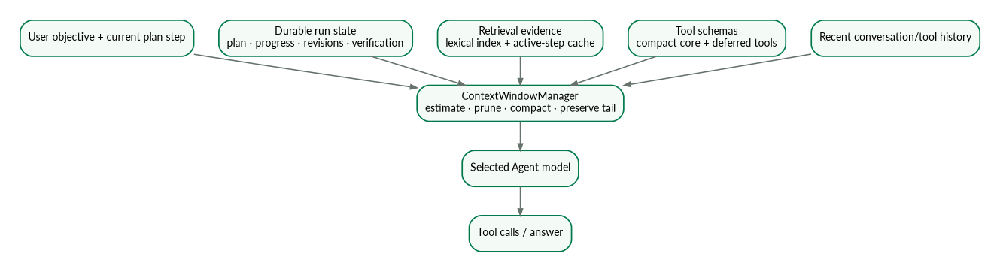 User objective + current plan step
Durable run state
plan · progress · revisions · verification
Retrieval evidence
lexical index + active-step cache
Tool schemas
compact core + deferred tools
Recent conversation/tool history
ContextWindowManager
estimate · prune · compact · preserve tail
Selected Agent model
Tool calls / answer